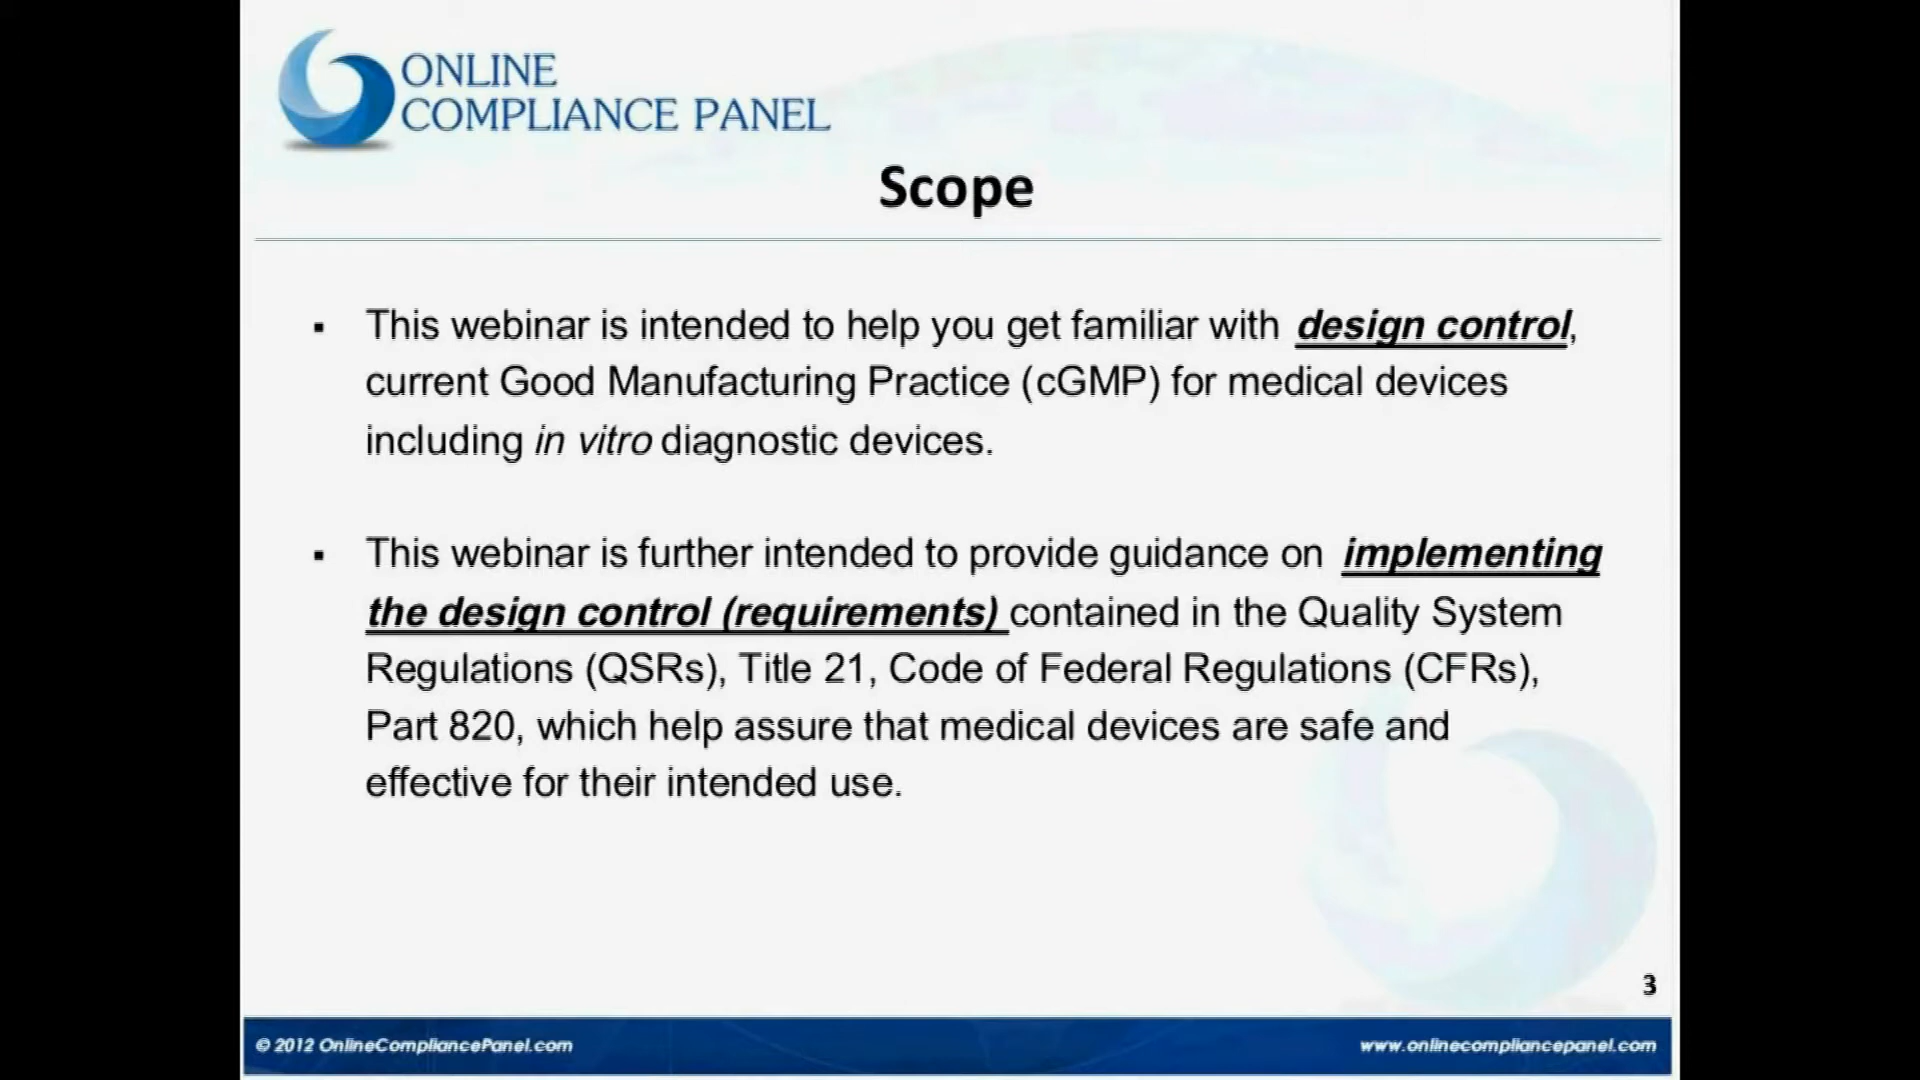 ONLINE
COMPLIANCE PANEL
Scope
▪ This webinar is intended to help you get familiar with design control,
current Good Manufacturing Practice (cGMP) for medical devices
including in vitro diagnostic devices.
▪ This webinar is further intended to provide guidance on implementing
the design control (requirements) contained in the Quality System
Regulations (QSRs), Title 21, Code of Federal Regulations (CFRs),
Part 820, which help assure that medical devices are safe and
effective for their intended use.
3
© 2012 OnlineCompliancePanel.com
www.onlinecompliancepanel.com